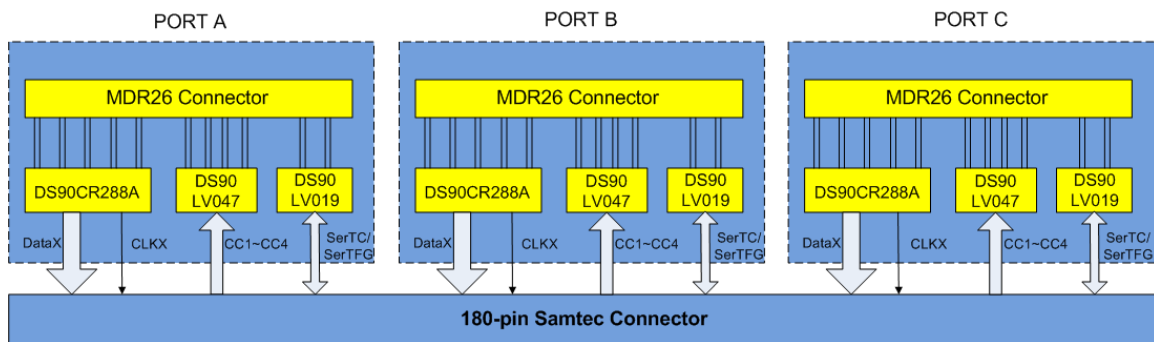 PORT A
PORT B
PORT C
MDR26 Connector
MDR26 Connector
MDR26 Connector
DS90CR288A
DS90
LV047
DS90
LV019
DS90CR288A
DS90
LV047
DS90
LV019
DS90CR288A
DS90
LV047
DS90
LV019
DataX
CLKX
CC1~CC4
SerTC/
SerTFG
DataX
CLKX
CC1~CC4
SerTC/
SerTFG
DataX
CLKX
CC1~CC4
SerTC/
SerTFG
180-pin Samtec Connector